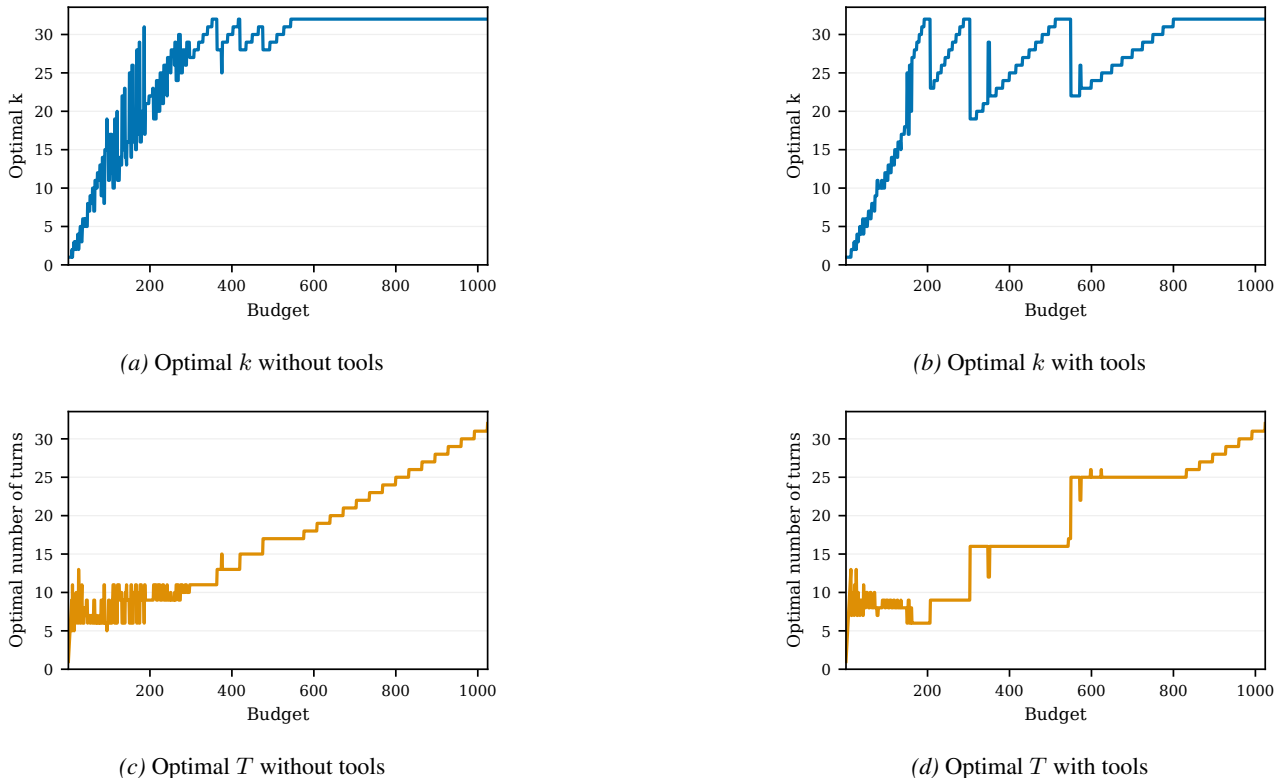 30
25
20
15
10
5
0
Optimal k
200 400 600 800 1000
Budget
(a) Optimal k without tools
30
25
20
15
10
5
0
Optimal k
200 400 600 800 1000
Budget
(b) Optimal k with tools
30
25
20
15
10
5
0
Optimal number of turns
200 400 600 800 1000
Budget
(c) Optimal T without tools
30
25
20
15
10
5
0
Optimal number of turns
200 400 600 800 1000
Budget
(d) Optimal T with tools